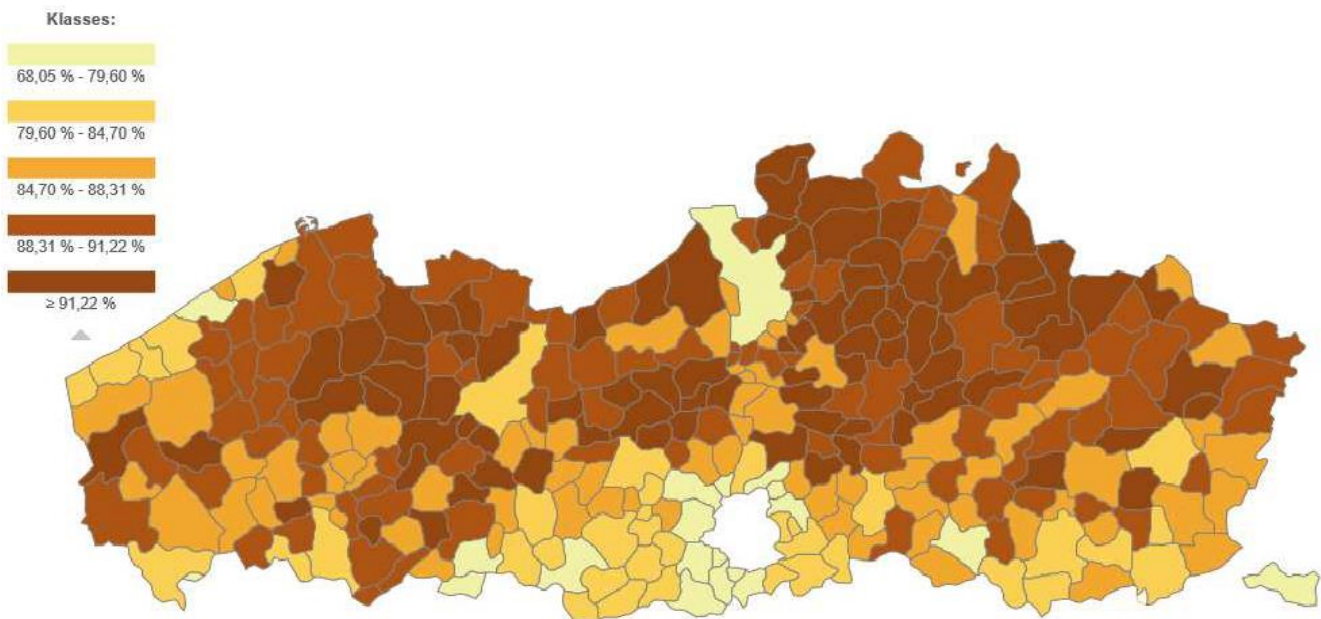 Klasses:
68,05 % - 79,60 %
79,60 % - 84,70 %
84,70 % - 88,31 %
88,31 % - 91,22 %
≥ 91,22 %